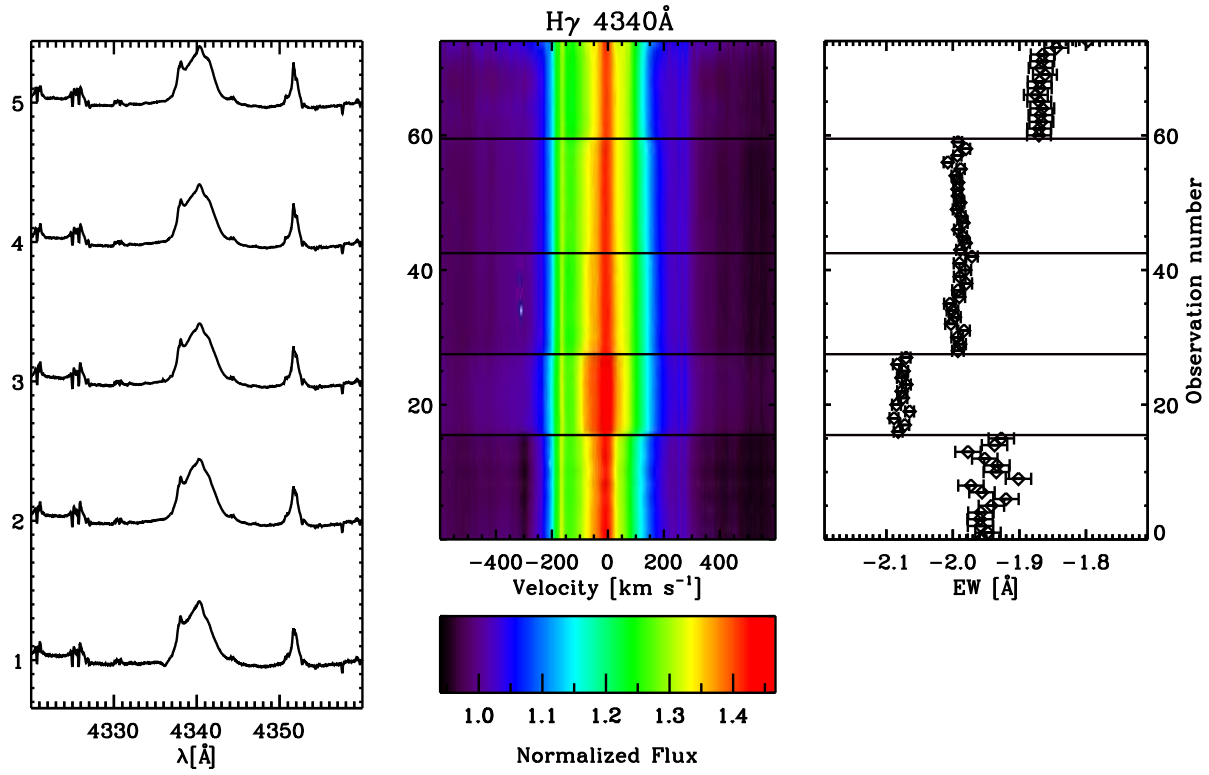 Hγ 4340Å
5
4
3
2
1
4330 4340 4350
λ[Å]
−400 −200 0 200 400
Velocity [km s⁻¹]
1.0 1.1 1.2 1.3 1.4
Normalized Flux
60
40
20
0
Observation number
−2.1 −2.0 −1.9 −1.8
EW [Å]
60
40
20